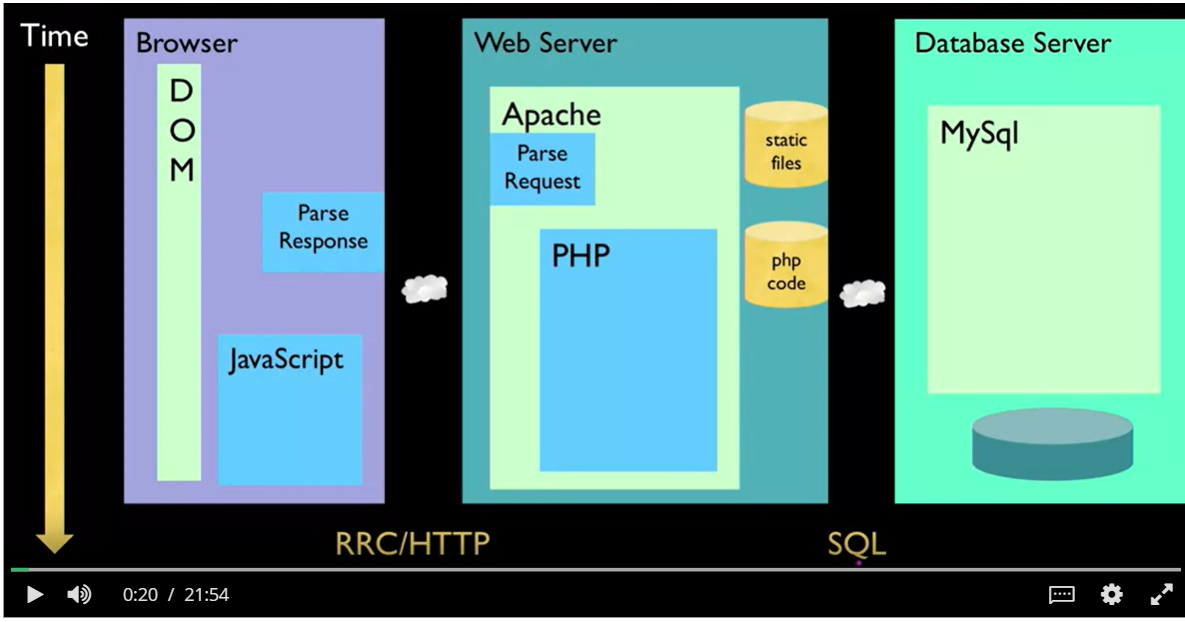 Time
Browser
D
O
M
Parse
Response
JavaScript
Web Server
Apache
Parse
Request
PHP
static
files
php
code
Database Server
MySql
RRC/HTTP
SQL
0:20 / 21:54